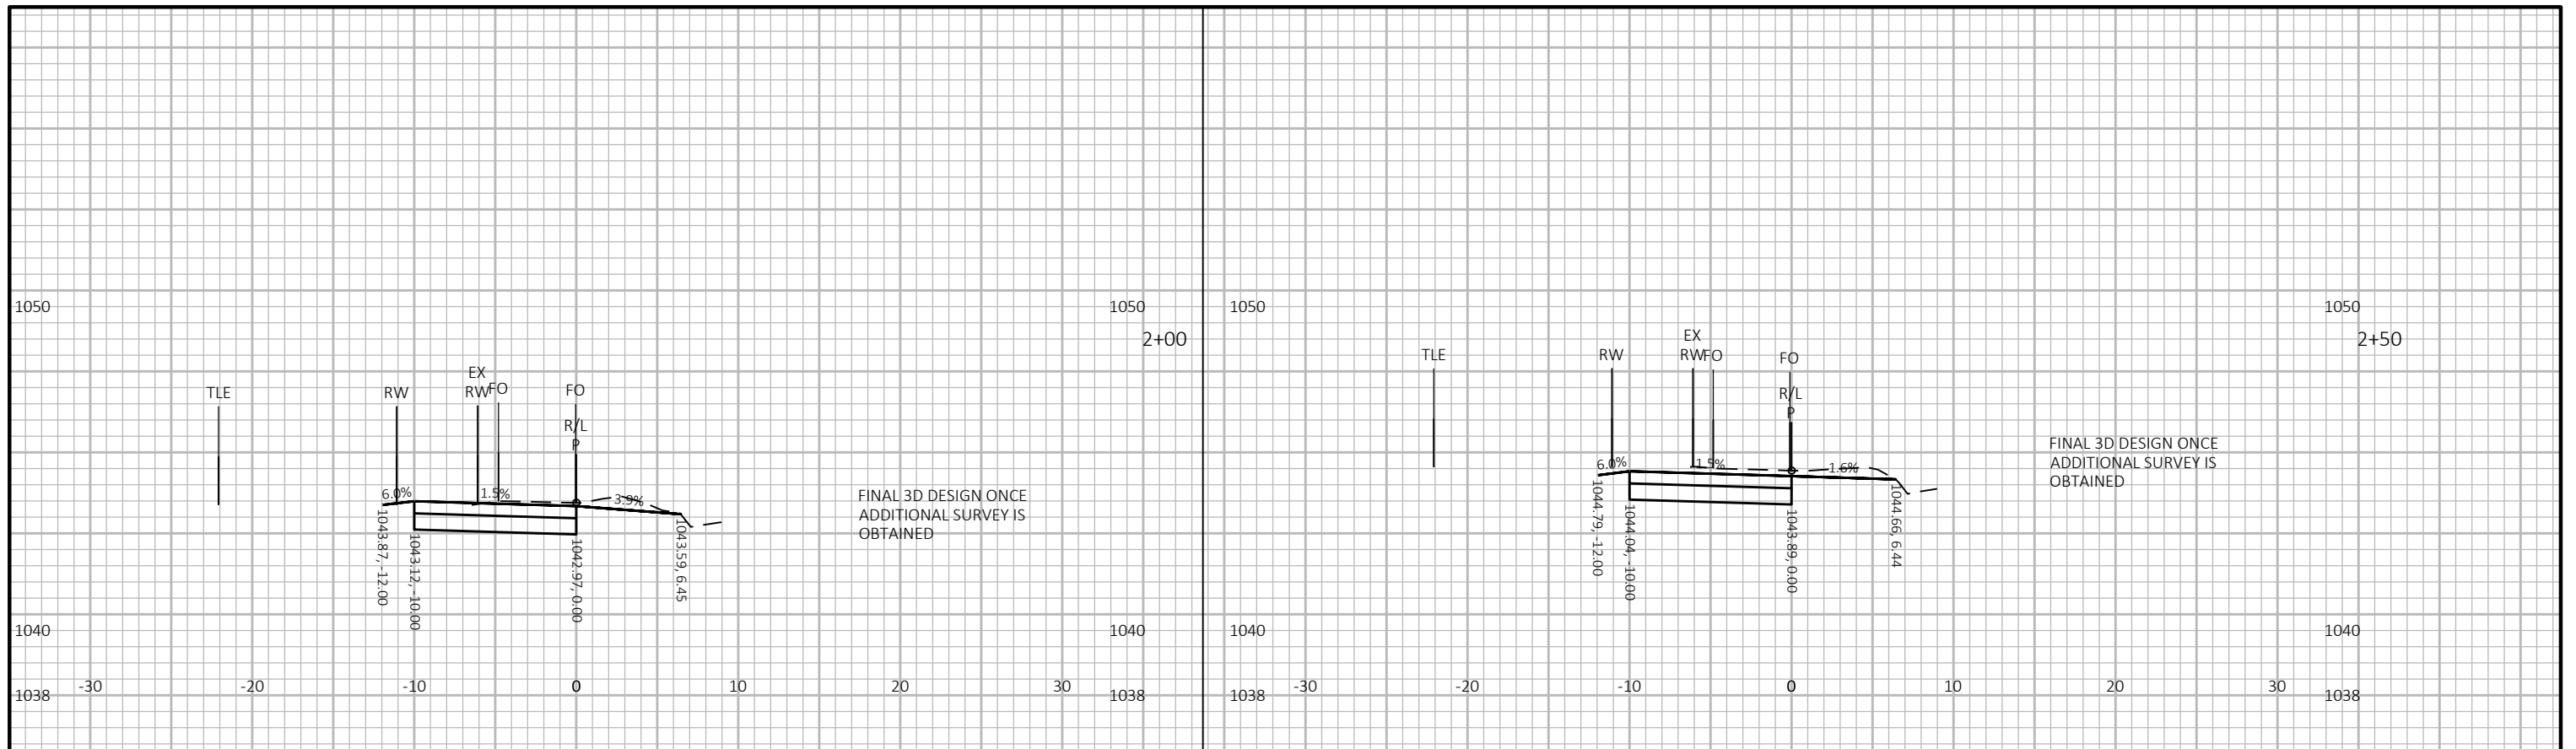 1050
1050
1050
1050
2+00
2+50
TLE
RW
EX
RW
FO
FO
R/L
P
6.0%
1.5%
3.9%
FINAL 3D DESIGN ONCE
ADDITIONAL SURVEY IS
OBTAINED
1043.87, -12.00
1043.12, -10.00
1042.97, 0.00
1043.59, 6.45
TLE
RW
EX
RW
FO
FO
R/L
P
6.0%
1.5%
1.6%
FINAL 3D DESIGN ONCE
ADDITIONAL SURVEY IS
OBTAINED
1044.79, -12.00
1044.04, -10.00
1043.89, 0.00
1044.66, 6.44
1040
1040
1040
1040
1038
-30
-20
-10
0
10
20
30
1038
1038
-30
-20
-10
0
10
20
30
1038